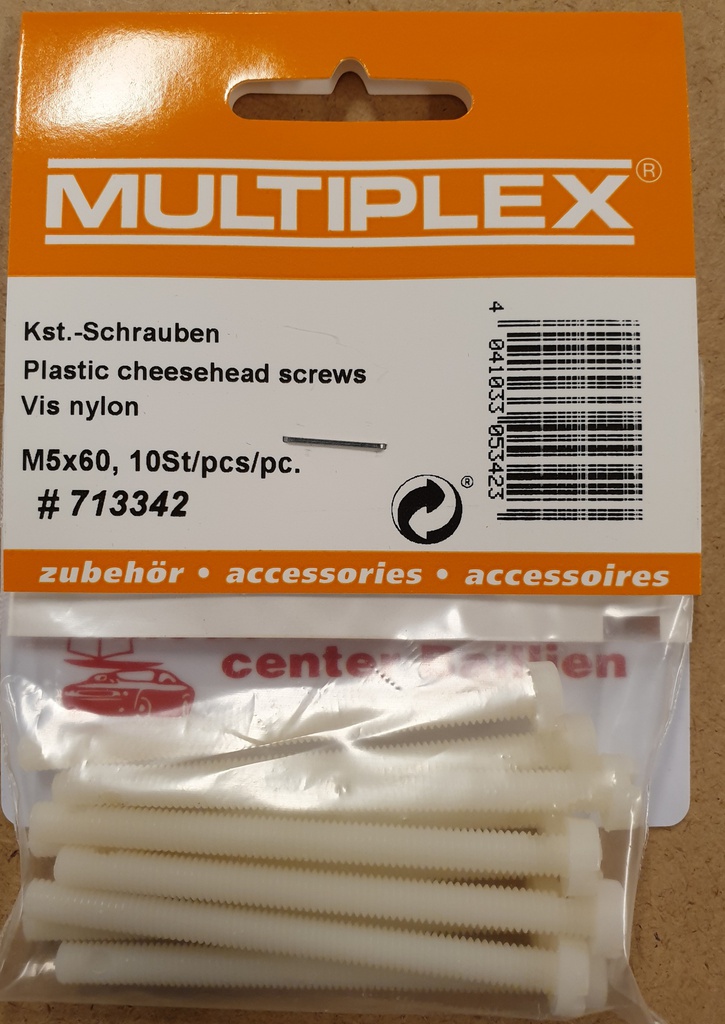 MULTIPLEX®
Kst.-Schrauben
Plastic cheesehead screws
Vis nylon
M5x60, 10St/pcs/pc.
# 713342
4 041033 053423
®
zubehör • accessories • accessoires
center